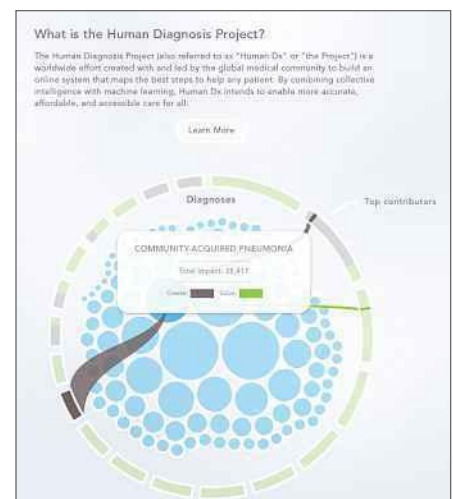 What is the Human Diagnosis Project?
The Human Diagnosis Project (also referred to as "Human Dx" or "the Project") is a
worldwide effort created with and led by the global medical community to build an
online system that maps the best steps to help any patient. By combining collective
intelligence with machine learning, Human Dx intends to enable more accurate,
affordable, and accessible care for all.
Learn More
Diagnoses
Top contributors
COMMUNITY-ACQUIRED PNEUMONIA
Total Impact:
Create: Solve: